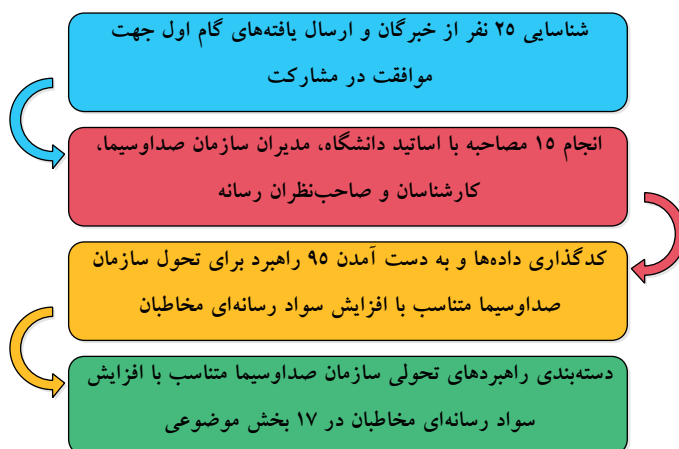 شناسایی ۲۵ نفر از خبرگان و ارسال یافته‌های گام اول جهت
موافقت در مشارکت
انجام ۱۵ مصاحبه با اساتید دانشگاه، مدیران سازمان صداوسیما،
کارشناسان و صاحب‌نظران رسانه
کدگذاری داده‌ها و به دست آمدن ۹۵ راهبرد برای تحول سازمان
صداوسیما متناسب با افزایش سواد رسانه‌ای مخاطبان
دسته‌بندی راهبردهای تحولی سازمان صداوسیما متناسب با افزایش
سواد رسانه‌ای مخاطبان در ۱۷ بخش موضوعی